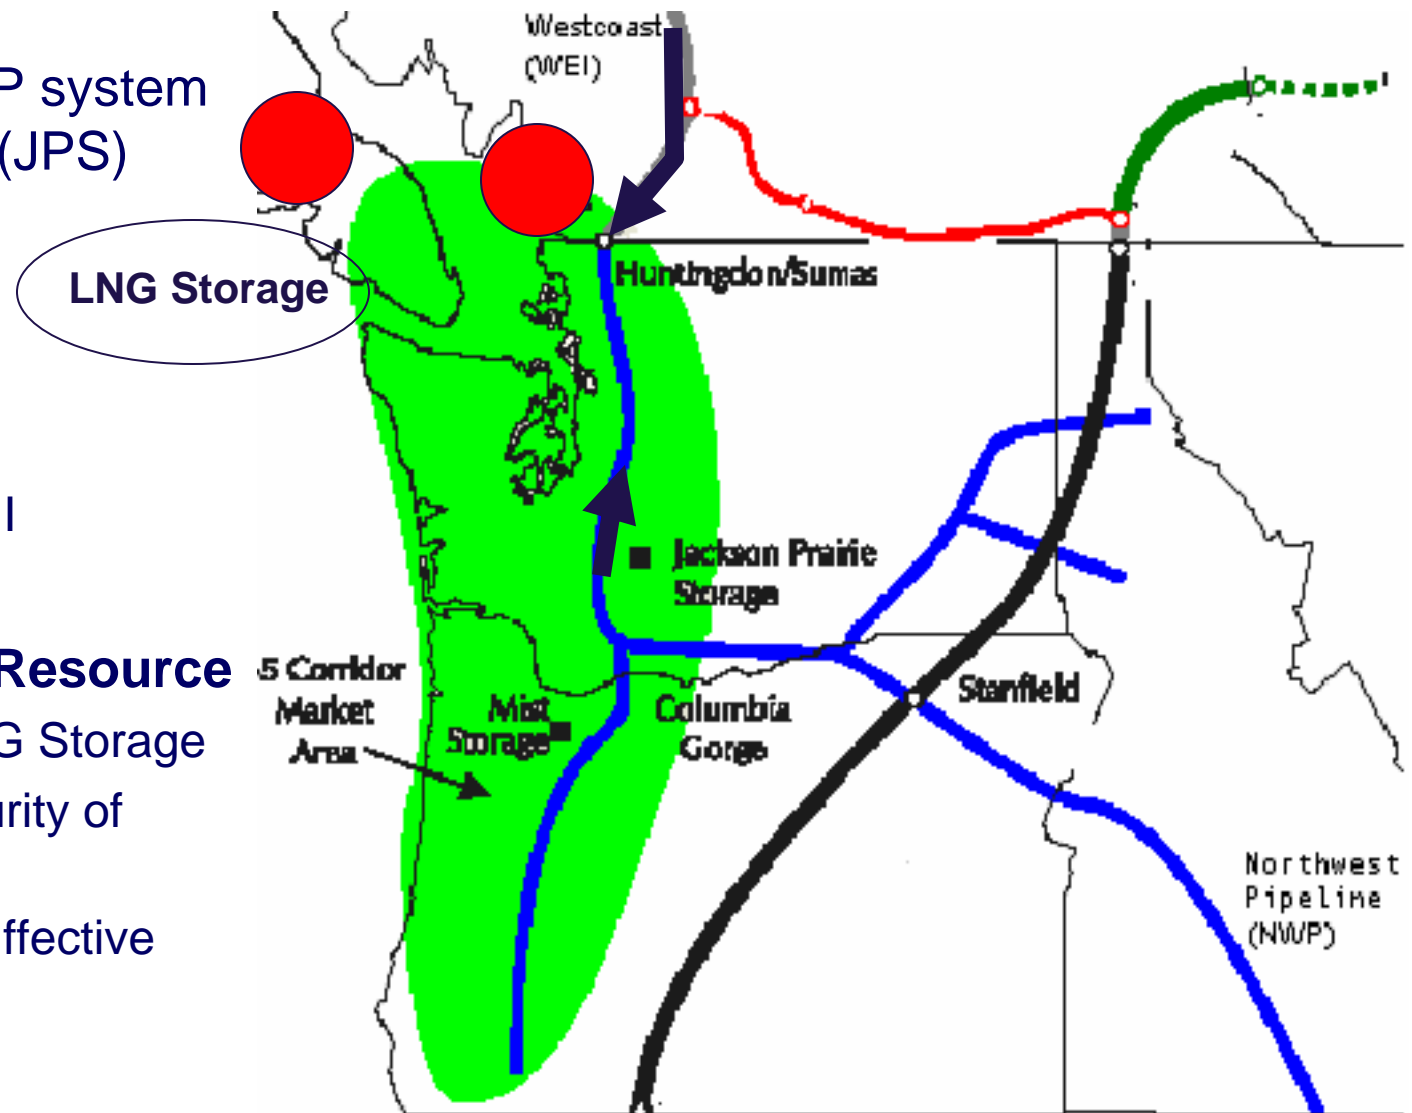 Westcoast
(WEI)
P system
(JPS)
LNG Storage
Huntingdon/Sumas
l
Jackson Prairie
Storage
Resource
-5 Corridor
Market
Area
Mist
Storage
Columbia
Gorge
Stanfield
G Storage
urity of
ffective
Northwest
Pipeline
(NWP)